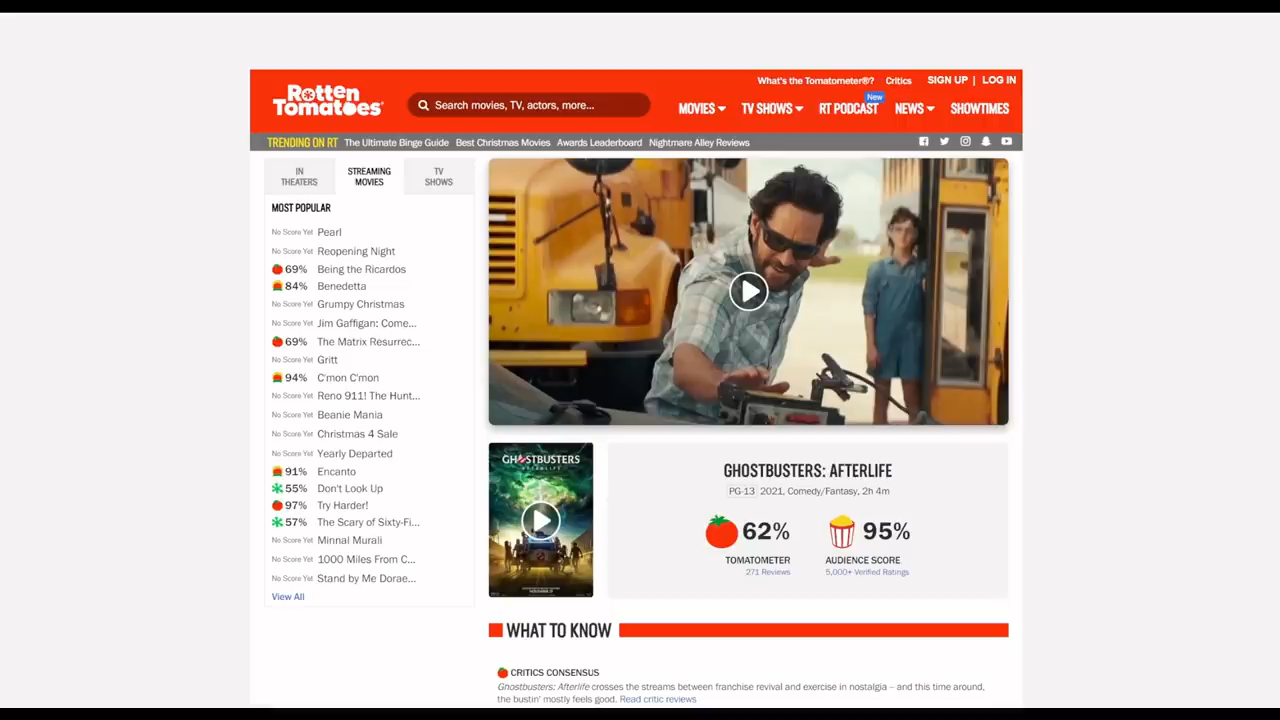 What's the Tomatometer®? Critics SIGN UP | LOG IN
Rotten
Tomatoes
Search movies, TV, actors, more...
New
MOVIES TV SHOWS RT PODCAST NEWS SHOWTIMES
TRENDING ON RT The Ultimate Binge Guide Best Christmas Movies Awards Leaderboard Nightmare Alley Reviews
IN THEATERS
STREAMING MOVIES
TV SHOWS
MOST POPULAR
No Score Yet Pearl
No Score Yet Reopening Night
69% Being the Ricardos
84% Benedetta
No Score Yet Grumpy Christmas
No Score Yet Jim Gaffigan: Come...
69% The Matrix Resurrec...
No Score Yet Gritt
94% C'mon C'mon
No Score Yet Reno 911! The Hunt...
No Score Yet Beanie Mania
No Score Yet Christmas 4 Sale
No Score Yet Yearly Departed
91% Encanto
55% Don't Look Up
97% Try Harder!
57% The Scary of Sixty-Fi...
No Score Yet Minnal Murali
No Score Yet 1000 Miles From C...
No Score Yet Stand by Me Dorae...
View All
GHOSTBUSTERS
AFTERLIFE
GHOSTBUSTERS: AFTERLIFE
PG-13 2021, Comedy/Fantasy, 2h 4m
62% 95%
TOMATOMETER AUDIENCE SCORE
271 Reviews 5,000+ Verified Ratings
WHAT TO KNOW
CRITICS CONSENSUS
Ghostbusters: Afterlife crosses the streams between franchise revival and exercise in nostalgia – and this time around,
the bustin' mostly feels good. Read critic reviews